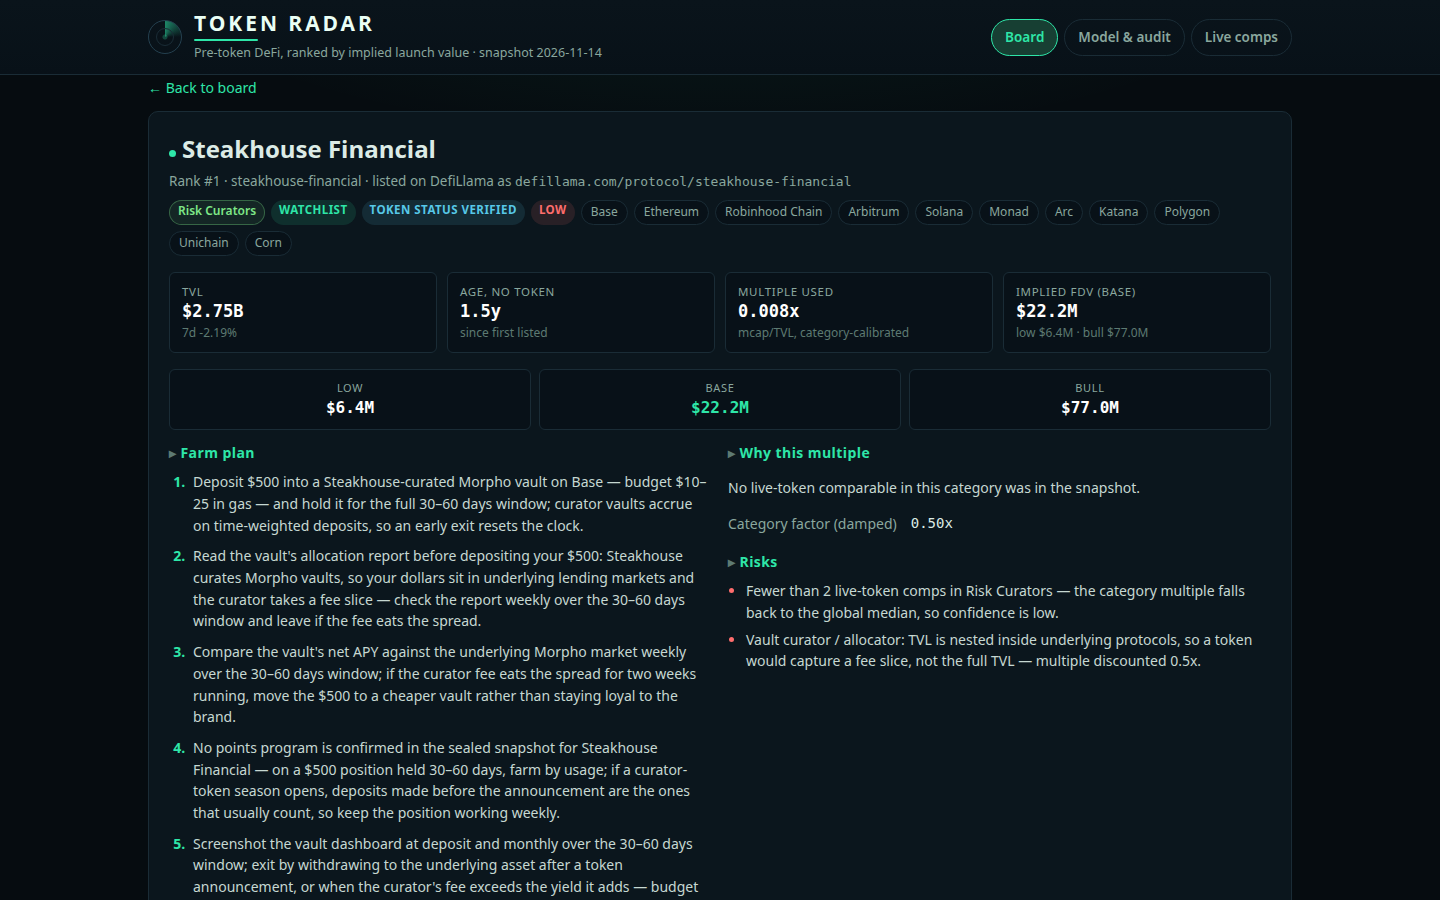 TOKEN RADAR
Pre-token DeFi, ranked by implied launch value · snapshot 2026-11-14
Board
Model & audit
Live comps
← Back to board
Steakhouse Financial
Rank #1 · steakhouse-financial · listed on DefiLlama as defillama.com/protocol/steakhouse-financial
Risk Curators WATCHLIST TOKEN STATUS VERIFIED LOW Base Ethereum Robinhood Chain Arbitrum Solana Monad Arc Katana Polygon
Unichain Corn
TVL
$2.75B
7d -2.19%
AGE, NO TOKEN
1.5y
since first listed
MULTIPLE USED
0.008x
mcap/TVL, category-calibrated
IMPLIED FDV (BASE)
$22.2M
low $6.4M · bull $77.0M
LOW
$6.4M
BASE
$22.2M
BULL
$77.0M
▸ Farm plan
1. Deposit $500 into a Steakhouse-curated Morpho vault on Base — budget $10–
25 in gas — and hold it for the full 30–60 days window; curator vaults accrue
on time-weighted deposits, so an early exit resets the clock.
2. Read the vault's allocation report before depositing your $500: Steakhouse
curates Morpho vaults, so your dollars sit in underlying lending markets and
the curator takes a fee slice — check the report weekly over the 30–60 days
window and leave if the fee eats the spread.
3. Compare the vault's net APY against the underlying Morpho market weekly
over the 30–60 days window; if the curator fee eats the spread for two weeks
running, move the $500 to a cheaper vault rather than staying loyal to the
brand.
4. No points program is confirmed in the sealed snapshot for Steakhouse
Financial — on a $500 position held 30–60 days, farm by usage; if a curator-
token season opens, deposits made before the announcement are the ones
that usually count, so keep the position working weekly.
5. Screenshot the vault dashboard at deposit and monthly over the 30–60 days
window; exit by withdrawing to the underlying asset after a token
announcement, or when the curator's fee exceeds the yield it adds — budget
▸ Why this multiple
No live-token comparable in this category was in the snapshot.
Category factor (damped) 0.50x
▸ Risks
• Fewer than 2 live-token comps in Risk Curators — the category multiple falls
back to the global median, so confidence is low.
• Vault curator / allocator: TVL is nested inside underlying protocols, so a token
would capture a fee slice, not the full TVL — multiple discounted 0.5x.